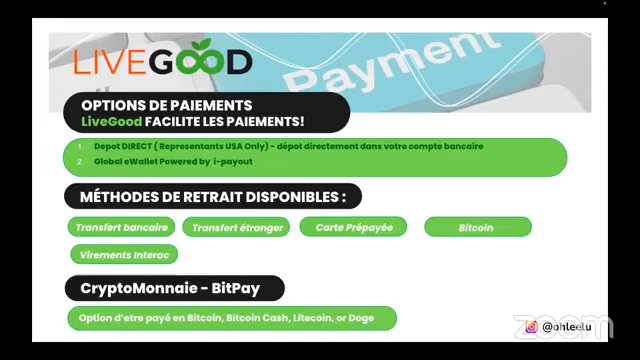 Payment
LIVEGOOD
OPTIONS DE PAIEMENTS
LiveGood FACILITE LES PAIEMENTS!
1. Depot DIRECT ( Representants USA Only) - dépot directement dans votre compte bancaire
2. Global eWallet Powered by i-payout
MÉTHODES DE RETRAIT DISPONIBLES :
Transfert bancaire
Transfert étranger
Carte Prépayée
Bitcoin
Virements Interac
CryptoMonnaie - BitPay
Option d'etre payé en Bitcoin, Bitcoin Cash, Litecoin, or Doge
zoom
@ahleelu